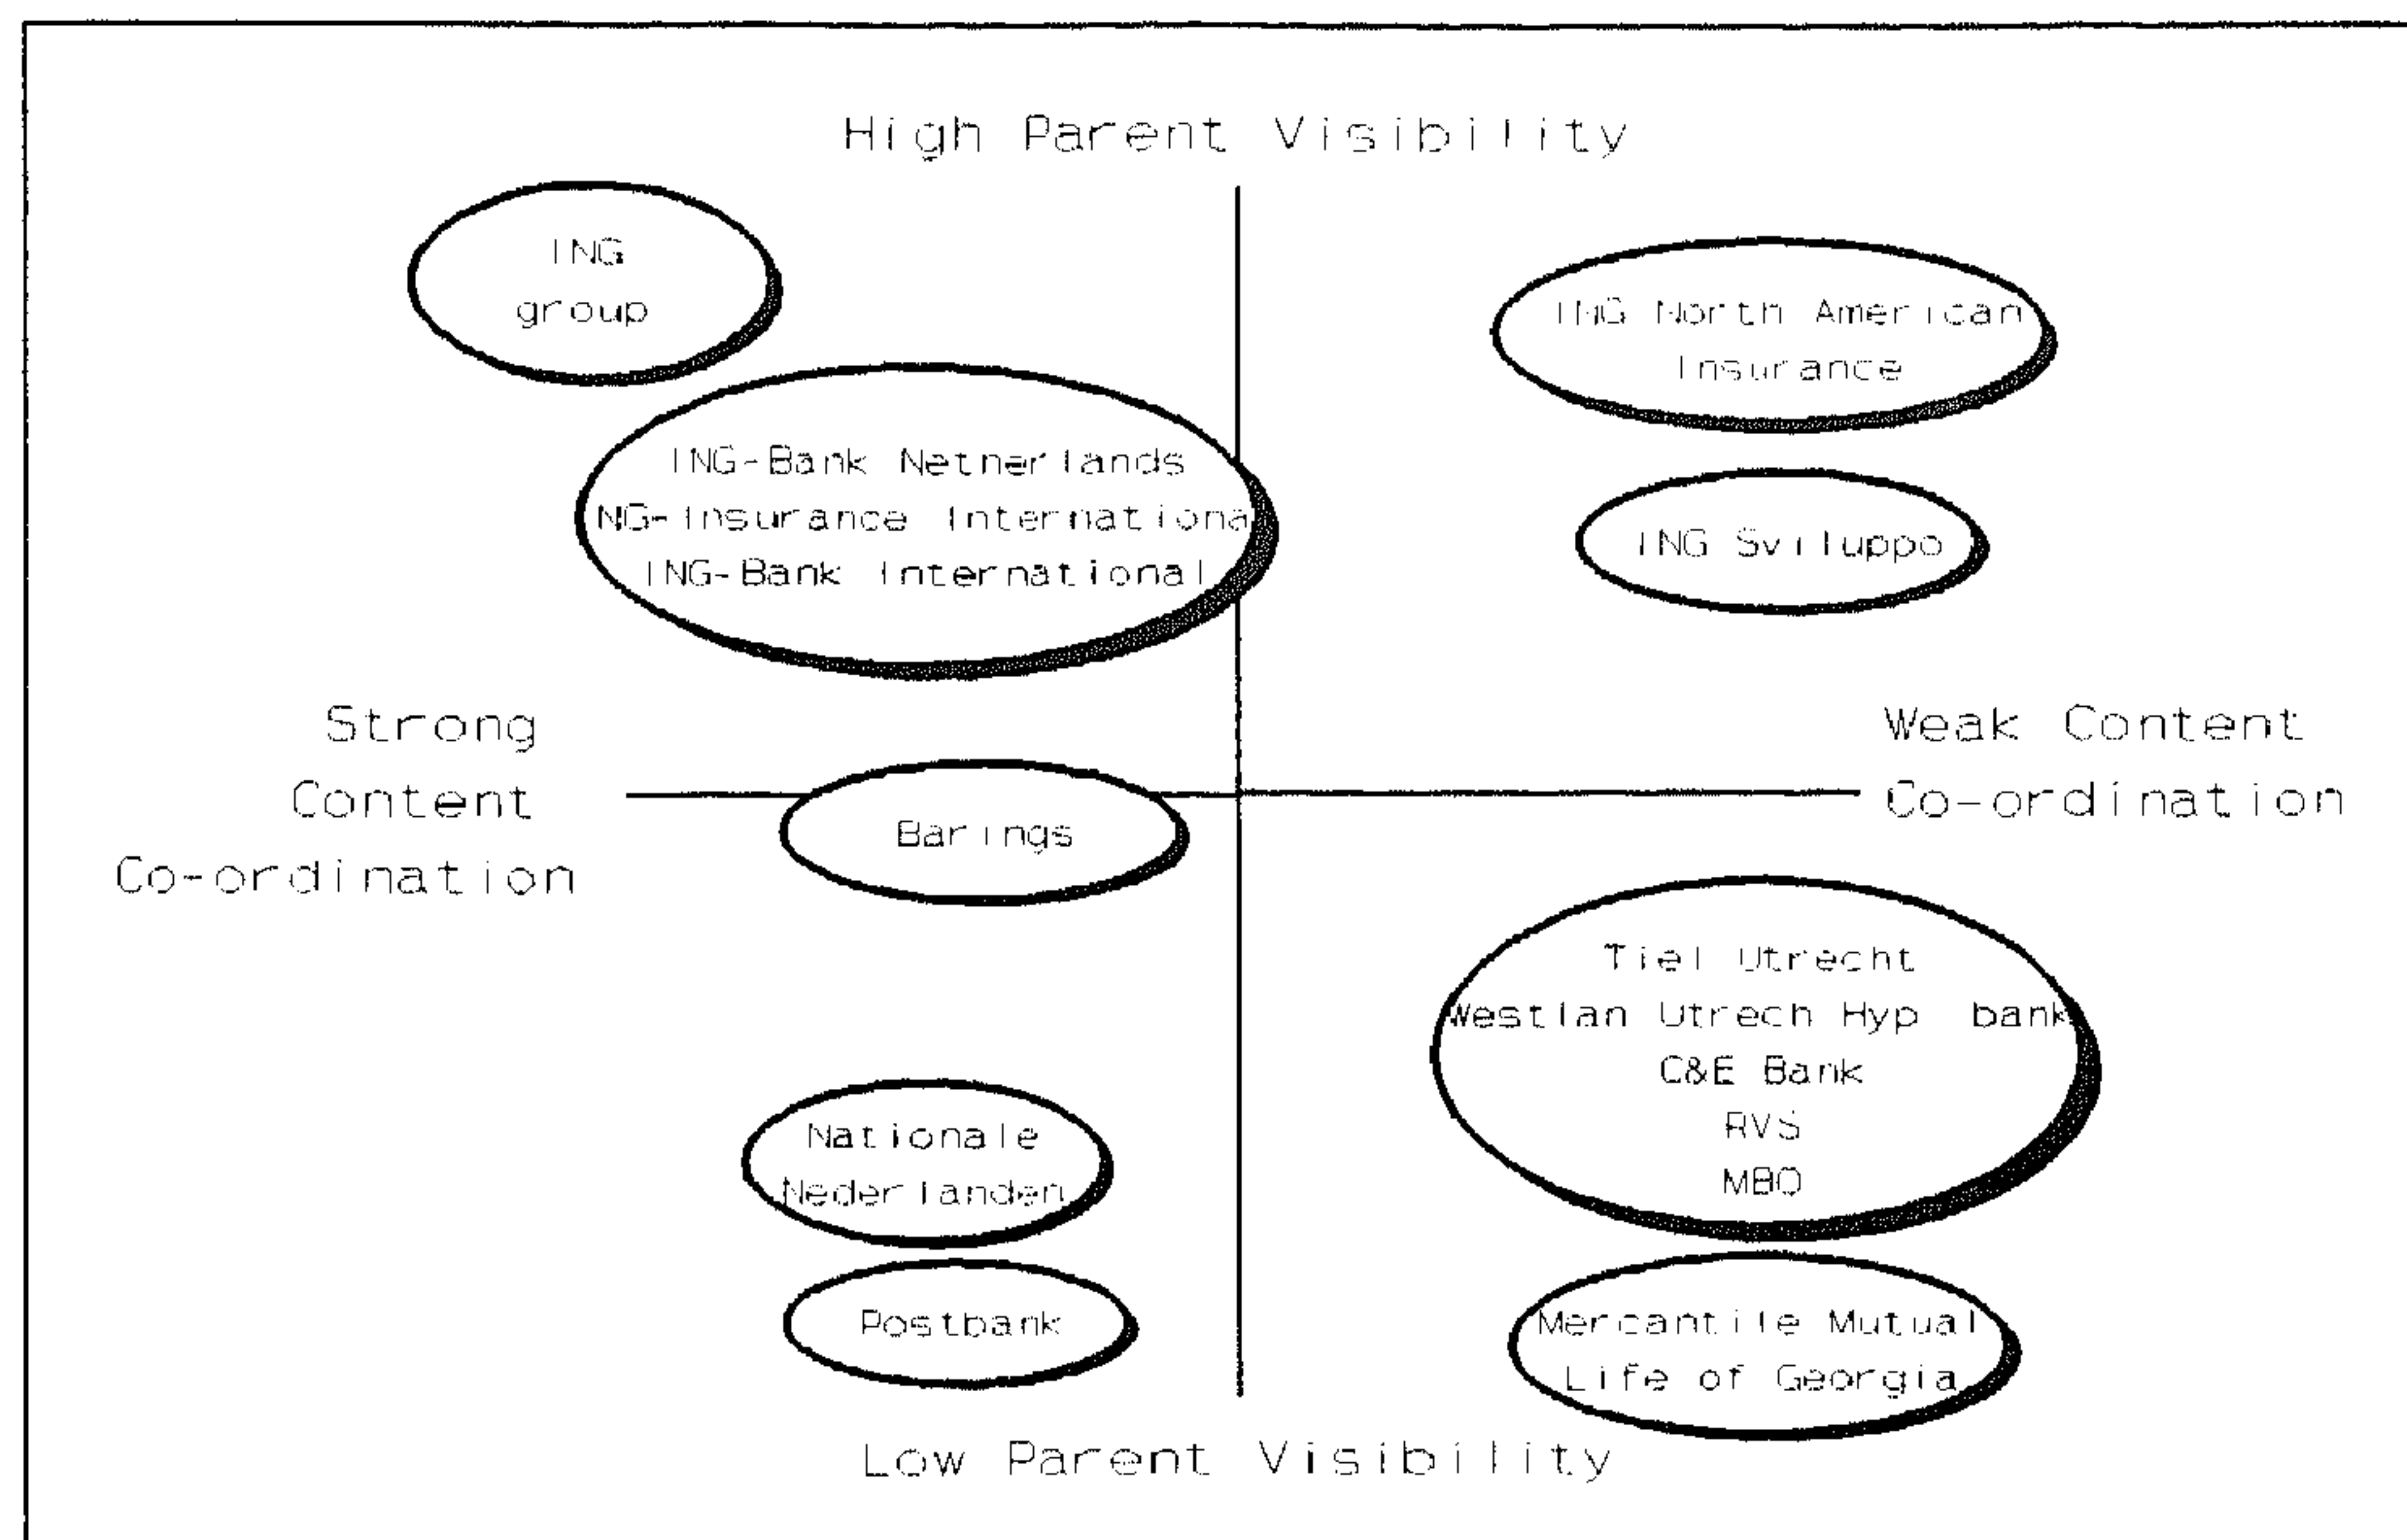 High Parent Visibility
ING
group
ING North American
Insurance
ING-Bank Netherlands
NG-Insurance Internationa
ING-Bank International
ING Sviluppo
Strong
Content
Co-ordination
Weak Content
Co-ordination
Barings
Tiel Utrecht
Westlan Utrech Hyp bank
C&E Bank
RVS
MBO
Nationale
Nederlanden
Postbank
Mercantile Mutual
Life of Georgia
Low Parent Visibility